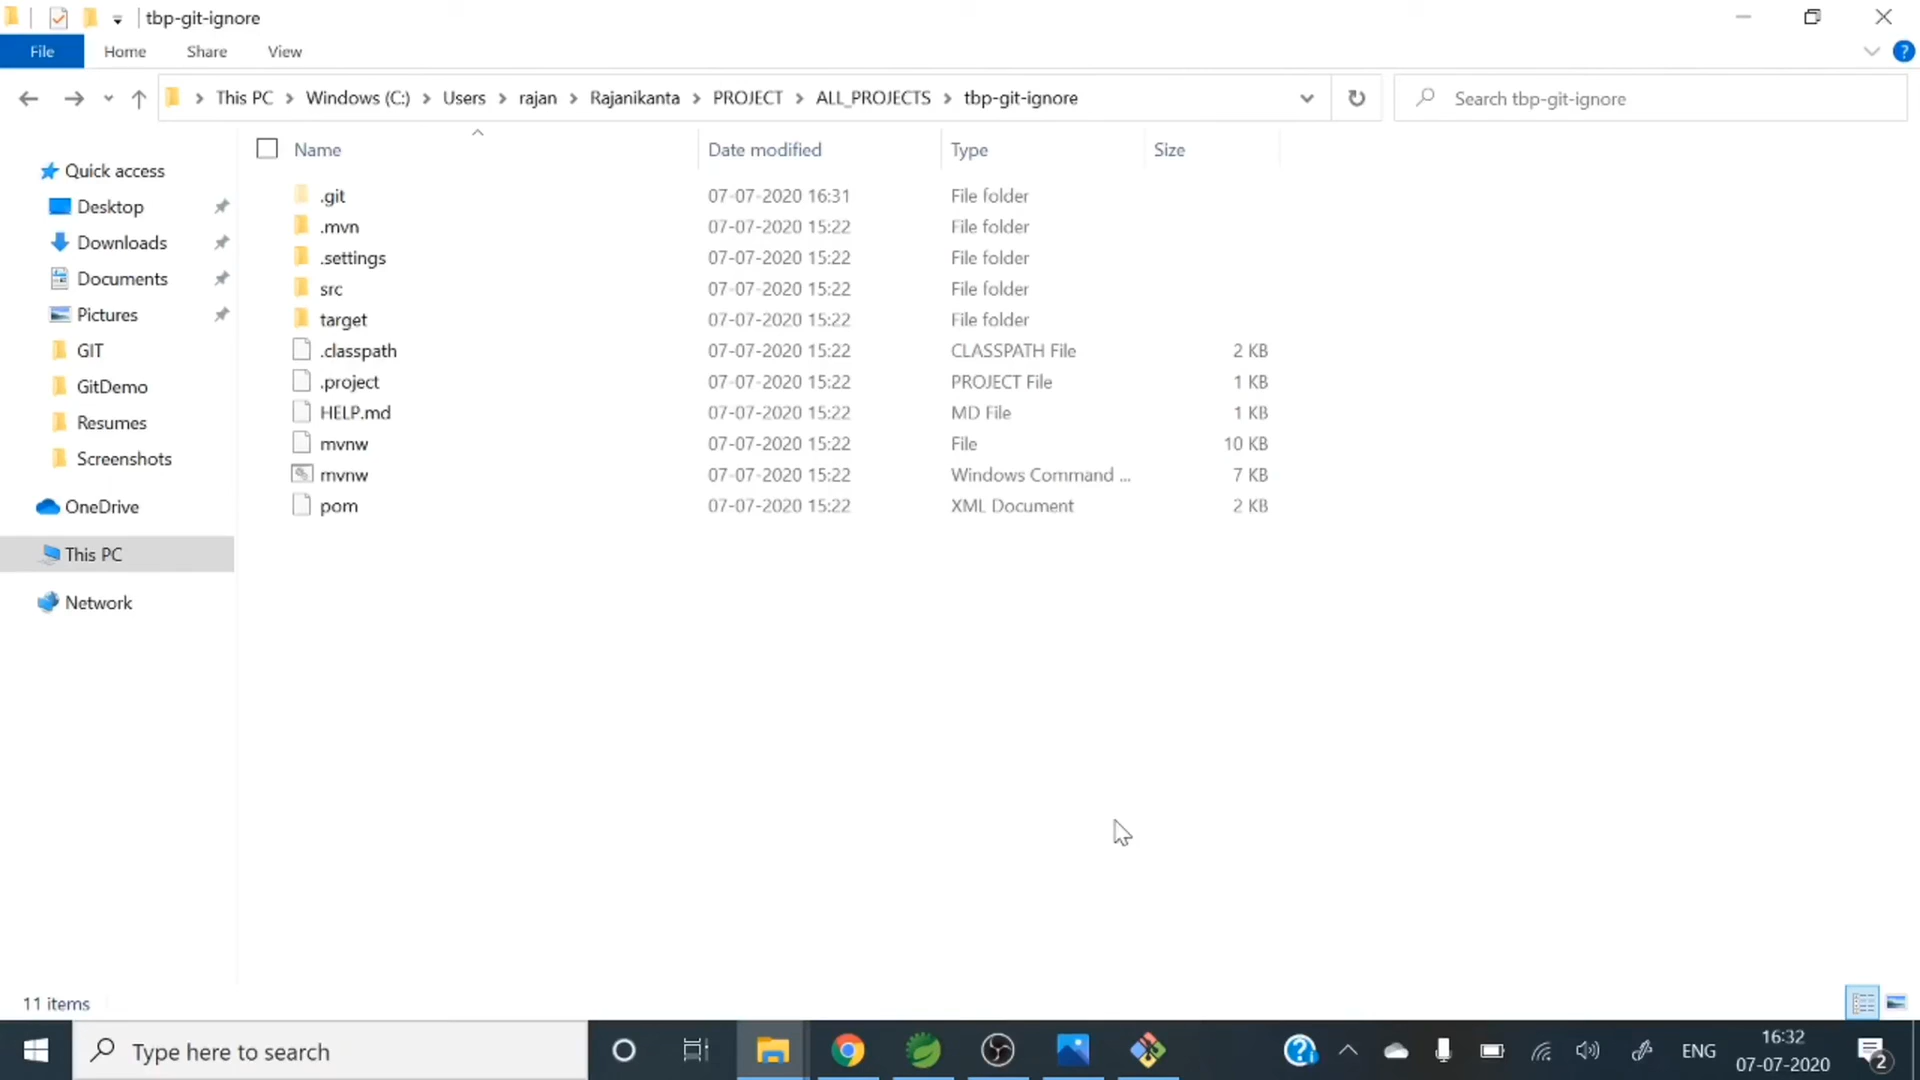 tbp-git-ignore
File Home Share View
This PC Windows (C:) Users rajan Rajanikanta PROJECT ALL_PROJECTS tbp-git-ignore
Search tbp-git-ignore
Name Date modified Type Size
Quick access
Desktop
Downloads
Documents
Pictures
GIT
GitDemo
Resumes
Screenshots
OneDrive
This PC
Network
.git 07-07-2020 16:31 File folder
.mvn 07-07-2020 15:22 File folder
.settings 07-07-2020 15:22 File folder
src 07-07-2020 15:22 File folder
target 07-07-2020 15:22 File folder
.classpath 07-07-2020 15:22 CLASSPATH File 2 KB
.project 07-07-2020 15:22 PROJECT File 1 KB
HELP.md 07-07-2020 15:22 MD File 1 KB
mvnw 07-07-2020 15:22 File 10 KB
mvnw 07-07-2020 15:22 Windows Command ... 7 KB
pom 07-07-2020 15:22 XML Document 2 KB
11 items
Type here to search
ENG
16:32
07-07-2020
2